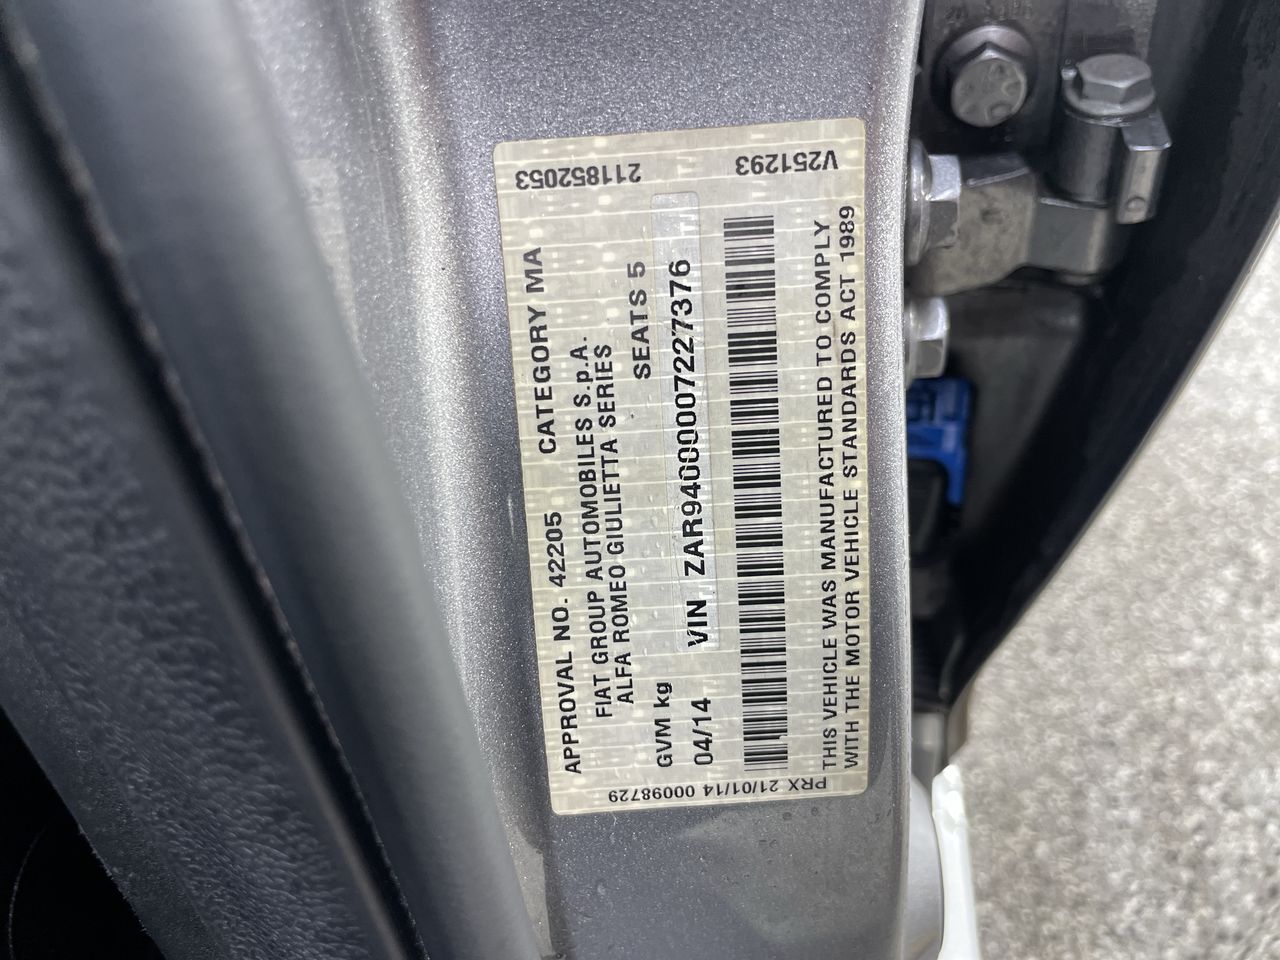 APPROVAL NO. 42205 CATEGORY MA
FIAT GROUP AUTOMOBILES S.p.A.
ALFA ROMEO GIULIETTA SERIES
GVM kg SEATS 5
04/14 VIN ZAR94000007227376
THIS VEHICLE WAS MANUFACTURED TO COMPLY
WITH THE MOTOR VEHICLE STANDARDS ACT 1989
211852053
V251293
PRX 21/01/14 00098729